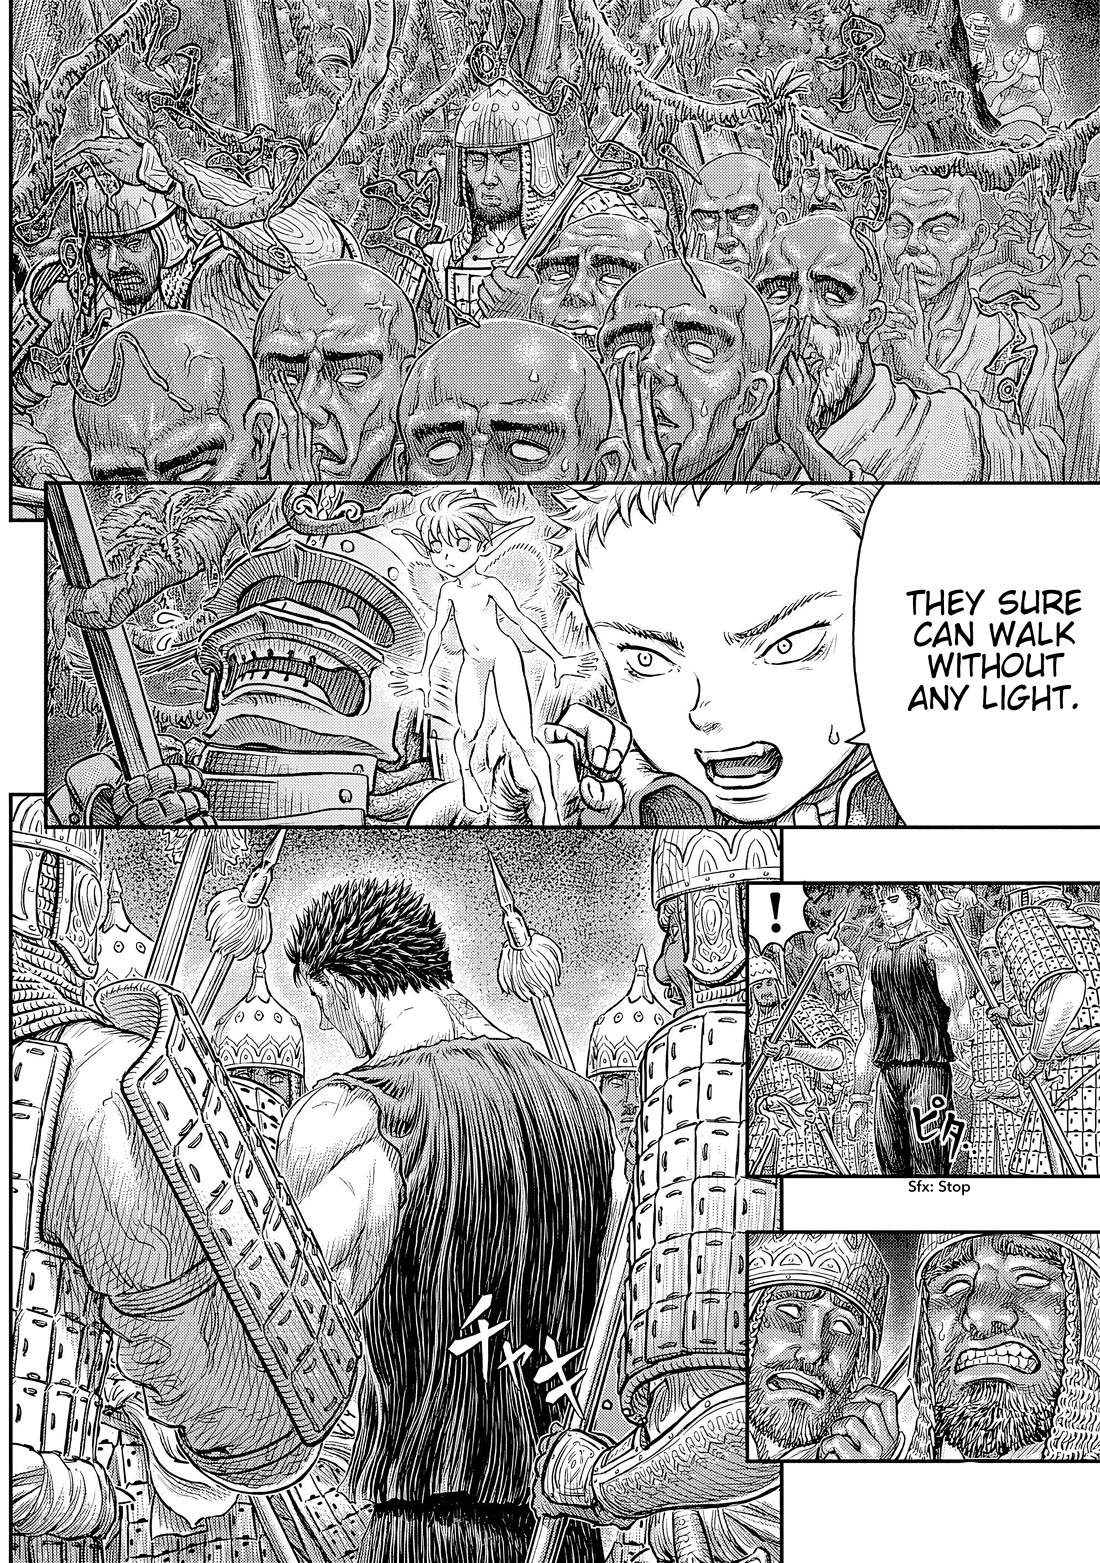 THEY SURE
CAN WALK
WITHOUT
ANY LIGHT.
!
ピタ..
Sfx: Stop
チャキ